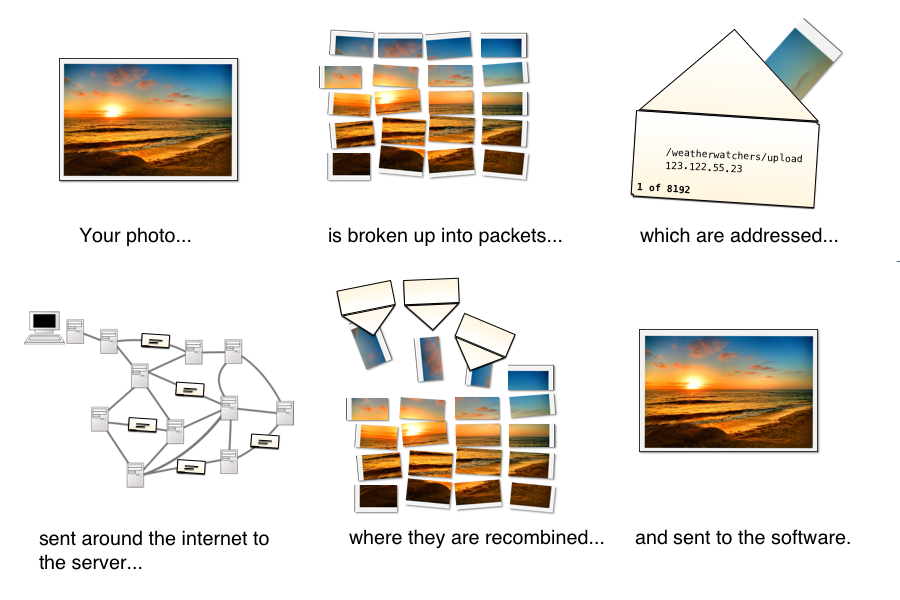 /weatherwatchers/upload
123.122.55.23
1 of 8192
Your photo...
is broken up into packets...
which are addressed...
sent around the internet to
the server...
where they are recombined...
and sent to the software.